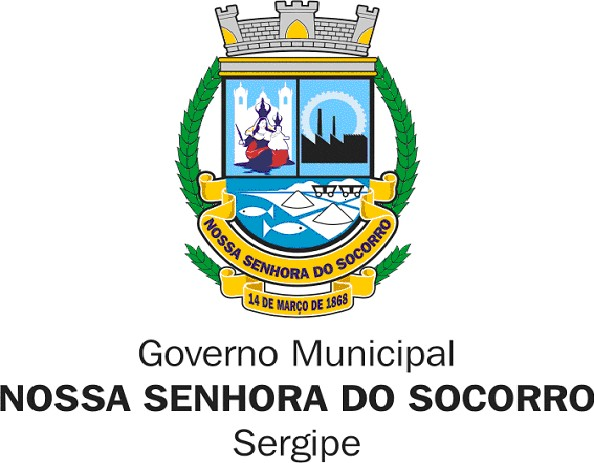 NOSSA SENHORA DO SOCORRO
14 DE MARÇO DE 1868
Governo Municipal
NOSSA SENHORA DO SOCORRO
Sergipe